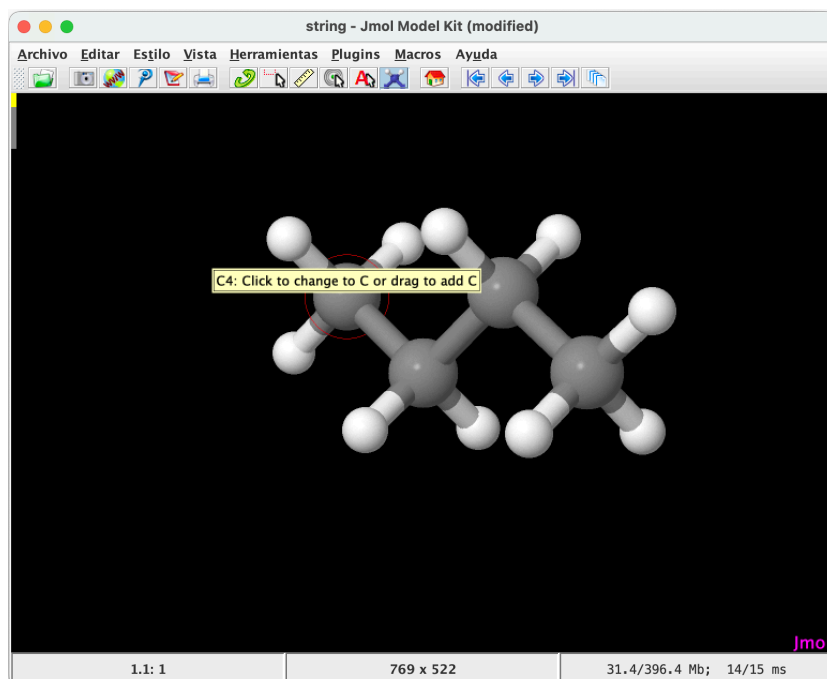 string - Jmol Model Kit (modified)
Archivo Editar Estilo Vista Herramientas Plugins Macros Ayuda
C4: Click to change to C or drag to add C
Jmo
1.1: 1 769 x 522 31.4/396.4 Mb; 14/15 ms